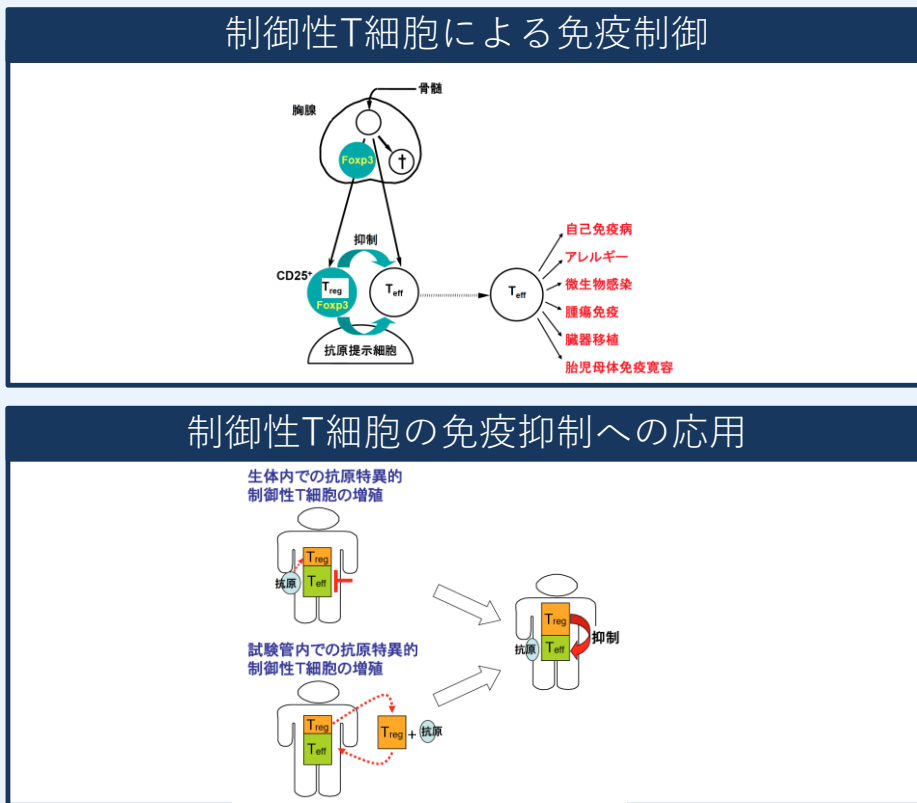 制御性T細胞による免疫制御
骨髄
胸腺
Foxp3
†
抑制
CD25⁺
Treg
Foxp3
Teff
Teff
抗原提示細胞
自己免疫病
アレルギー
微生物感染
腫瘍免疫
臓器移植
胎児母体免疫寛容
制御性T細胞の免疫抑制への応用
生体内での抗原特異的
制御性T細胞の増殖
Treg
抗原
Teff
Treg
抑制
抗原
Teff
試験管内での抗原特異的
制御性T細胞の増殖
Treg
Teff
Treg + 抗原